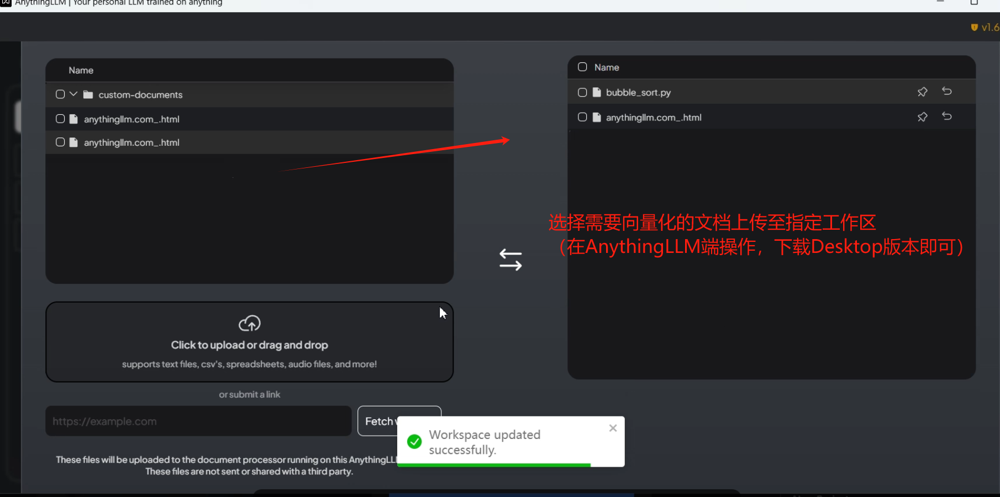 AnythingLLM | Your personal LLM trained on anything
v1.6
Name
custom-documents
anythingllm.com_.html
anythingllm.com_.html
Name
bubble_sort.py
anythingllm.com_.html
选择需要向量化的文档上传至指定工作区
（在AnythingLLM端操作，下载Desktop版本即可）
Click to upload or drag and drop
supports text files, csv's, spreadsheets, audio files, and more!
or submit a link
https://example.com
Fetch
Workspace updated
successfully.
These files will be uploaded to the document processor running on this AnythingLL
These files are not sent or shared with a third party.